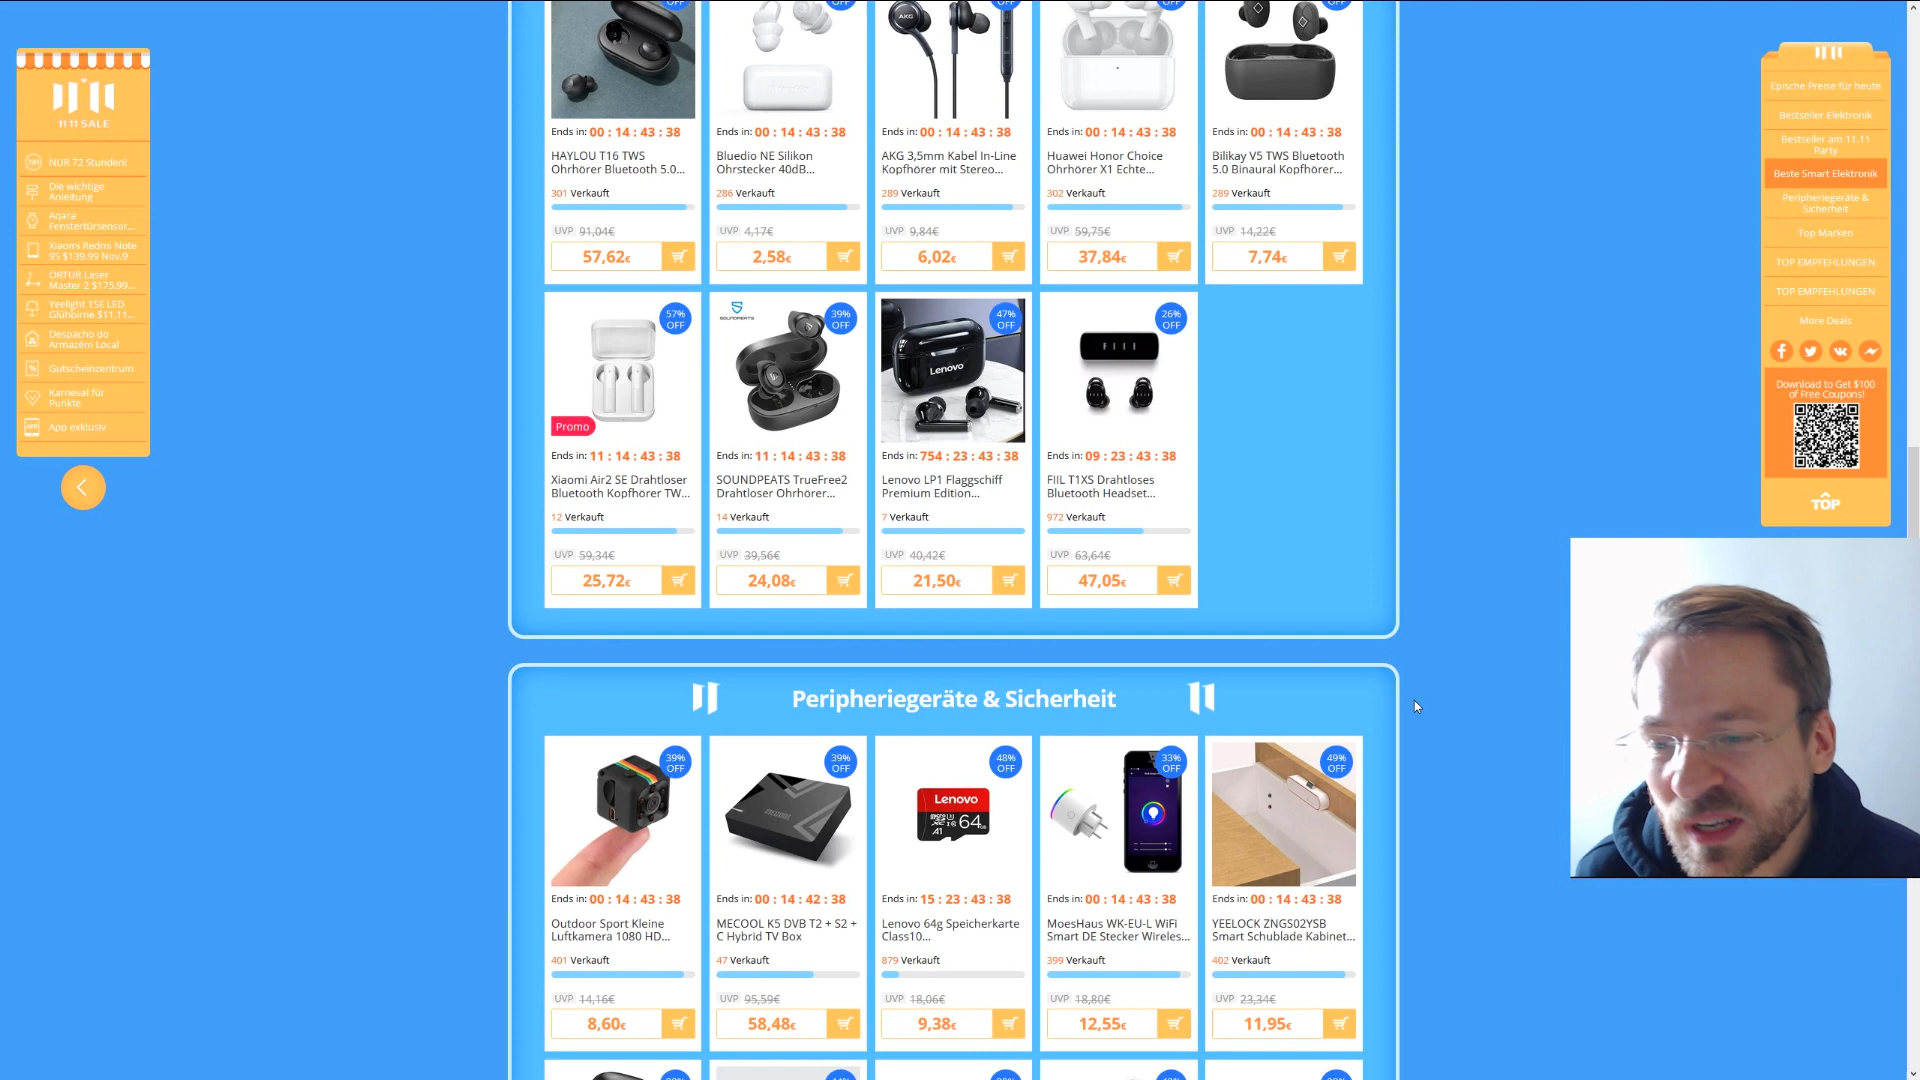 11 11 SALE
NUR 72 Stunden!
Die wichtige
Anleitung
Aqara
Fenstertürsensor...
Xiaomi Redmi Note
9S $139.99 Nov.9
ORTUR Laser
Master 2 $175.99...
Yeelight 1SE LED
Glühbirne $11.11...
Despacho do
Armazém Local
Gutscheinzentrum
Karneval für
Punkte
APP
App exklusiv
OFF
OFF
OFF
OFF
OFF
AKG
Ends in: 00 : 14 : 43 : 38
Ends in: 00 : 14 : 43 : 38
Ends in: 00 : 14 : 43 : 38
Ends in: 00 : 14 : 43 : 38
Ends in: 00 : 14 : 43 : 38
HAYLOU T16 TWS
Ohrhörer Bluetooth 5.0...
Bluedio NE Silikon
Ohrstecker 40dB...
AKG 3,5mm Kabel In-Line
Kopfhörer mit Stereo...
Huawei Honor Choice
Ohrhörer X1 Echte...
Bilikay V5 TWS Bluetooth
5.0 Binaural Kopfhörer...
301 Verkauft
286 Verkauft
289 Verkauft
302 Verkauft
289 Verkauft
UVP 91,04€
UVP 4,17€
UVP 9,84€
UVP 59,75€
UVP 14,22€
57,62€
2,58€
6,02€
37,84€
7,74€
57%
OFF
Promo
SOUNDPEATS
39%
OFF
Lenovo
47%
OFF
FIIL
26%
OFF
Ends in: 11 : 14 : 43 : 38
Ends in: 11 : 14 : 43 : 38
Ends in: 754 : 23 : 43 : 38
Ends in: 09 : 23 : 43 : 38
Xiaomi Air2 SE Drahtloser
Bluetooth Kopfhörer TW...
SOUNDPEATS TrueFree2
Drahtloser Ohrhörer...
Lenovo LP1 Flaggschiff
Premium Edition...
FIIL T1XS Drahtloses
Bluetooth Headset...
12 Verkauft
14 Verkauft
7 Verkauft
972 Verkauft
UVP 59,34€
UVP 39,56€
UVP 40,42€
UVP 63,64€
25,72€
24,08€
21,50€
47,05€
Peripheriegeräte & Sicherheit
39%
OFF
39%
OFF
MECOOL
48%
OFF
Lenovo
64
A1
33%
OFF
49%
OFF
Ends in: 00 : 14 : 43 : 38
Ends in: 00 : 14 : 42 : 38
Ends in: 15 : 23 : 43 : 38
Ends in: 00 : 14 : 43 : 38
Ends in: 00 : 14 : 43 : 38
Outdoor Sport Kleine
Luftkamera 1080 HD...
MECOOL K5 DVB T2 + S2 +
C Hybrid TV Box
Lenovo 64g Speicherkarte
Class10...
MoesHaus WK-EU-L WiFi
Smart DE Stecker Wireles...
YEELOCK ZNGS02YSB
Smart Schublade Kabinet...
401 Verkauft
47 Verkauft
879 Verkauft
399 Verkauft
402 Verkauft
UVP 14,16€
UVP 95,59€
UVP 18,06€
UVP 18,80€
UVP 23,34€
8,60€
58,48€
9,38€
12,55€
11,95€
Epische Preise für heute
Bestseller Elektronik
Bestseller am 11.11
Party
Beste Smart Elektronik
Peripheriegeräte &
Sicherheit
Top Marken
TOP EMPFEHLUNGEN
TOP EMPFEHLUNGEN
More Deals
Download to Get $100
of Free Coupons!
TOP